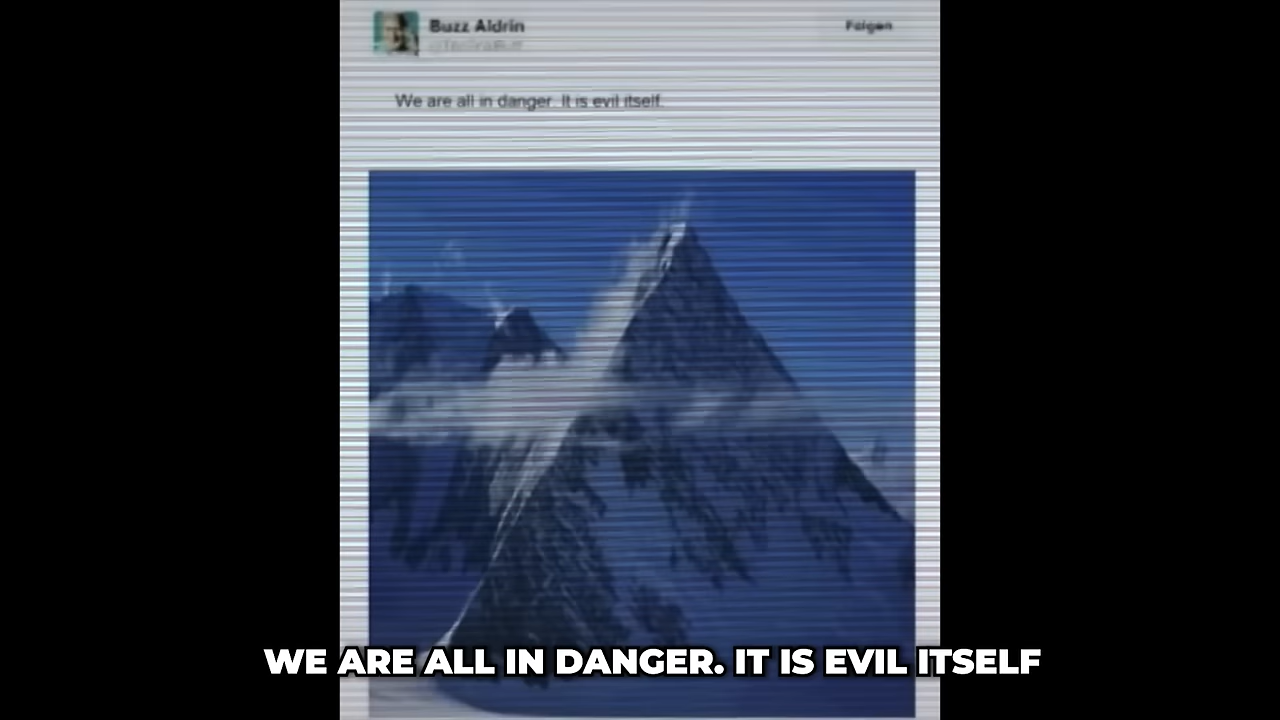 Buzz Aldrin
Folgen
We are all in danger. It is evil itself.
WE ARE ALL IN DANGER. IT IS EVIL ITSELF